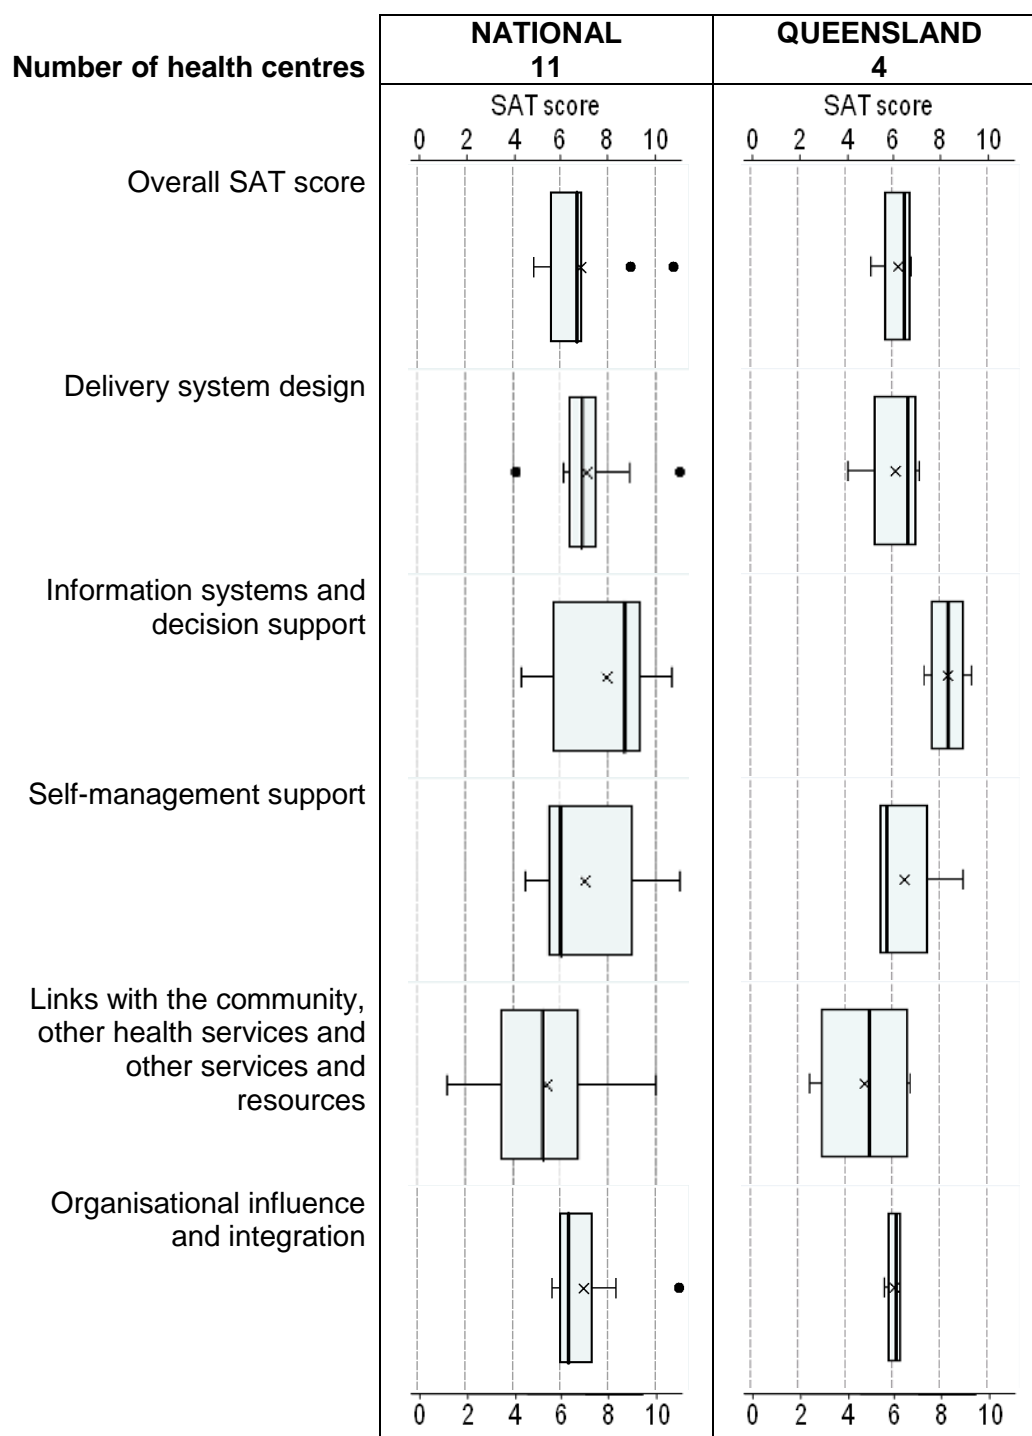 NATIONAL
QUEENSLAND
Number of health centres
11
4
SAT score
SAT score
0 2 4 6 8 10
0 2 4 6 8 10
Overall SAT score
Delivery system design
Information systems and
decision support
Self-management support
Links with the community,
other health services and
other services and
resources
Organisational influence
and integration
0 2 4 6 8 10
0 2 4 6 8 10